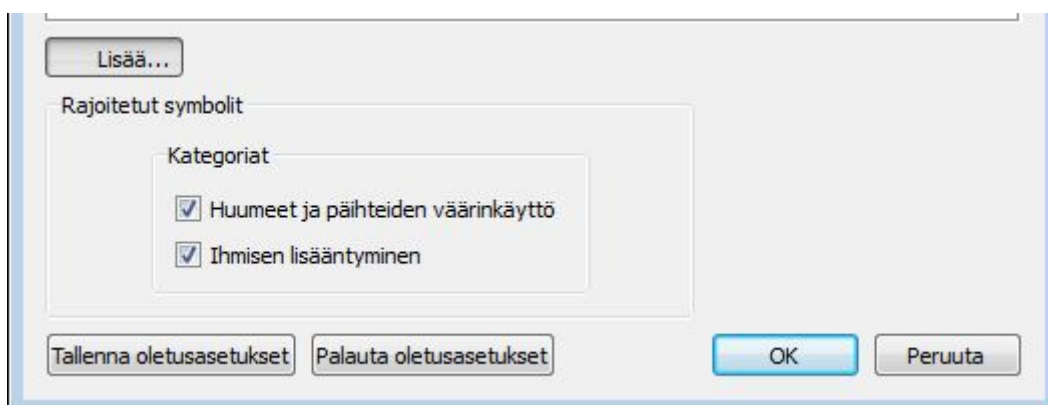 Lisää...
Rajoitetut symbolit
Kategoriat
Huumeet ja päihteiden väärinkäyttö
Ihmisen lisääntyminen
Tallenna oletusasetukset Palauta oletusasetukset OK Peruuta